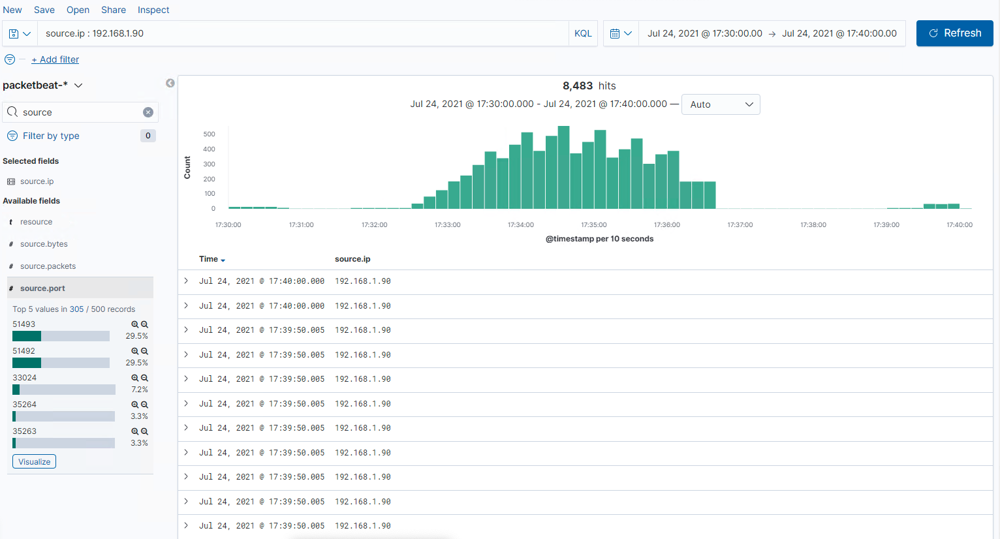 New Save Open Share Inspect
source.ip : 192.168.1.90 KQL Jul 24, 2021 @ 17:30:00.00 → Jul 24, 2021 @ 17:40:00.00 Refresh
+ Add filter
packetbeat-*
source
Filter by type 0
Selected fields
source.ip
Available fields
t resource
# source.bytes
# source.packets
# source.port
Top 5 values in 305 / 500 records
51493
29.5%
51492
29.5%
33024
7.2%
35264
3.3%
35263
3.3%
Visualize
8,483 hits
Jul 24, 2021 @ 17:30:00.000 - Jul 24, 2021 @ 17:40:00.000 — Auto
Count
500
400
300
200
100
0
17:30:00 17:31:00 17:32:00 17:33:00 17:34:00 17:35:00 17:36:00 17:37:00 17:38:00 17:39:00 17:40:00
@timestamp per 10 seconds
Time source.ip
Jul 24, 2021 @ 17:40:00.000 192.168.1.90
Jul 24, 2021 @ 17:40:00.000 192.168.1.90
Jul 24, 2021 @ 17:39:50.005 192.168.1.90
Jul 24, 2021 @ 17:39:50.005 192.168.1.90
Jul 24, 2021 @ 17:39:50.005 192.168.1.90
Jul 24, 2021 @ 17:39:50.005 192.168.1.90
Jul 24, 2021 @ 17:39:50.005 192.168.1.90
Jul 24, 2021 @ 17:39:50.005 192.168.1.90
Jul 24, 2021 @ 17:39:50.005 192.168.1.90
Jul 24, 2021 @ 17:39:50.005 192.168.1.90
Jul 24, 2021 @ 17:39:50.005 192.168.1.90